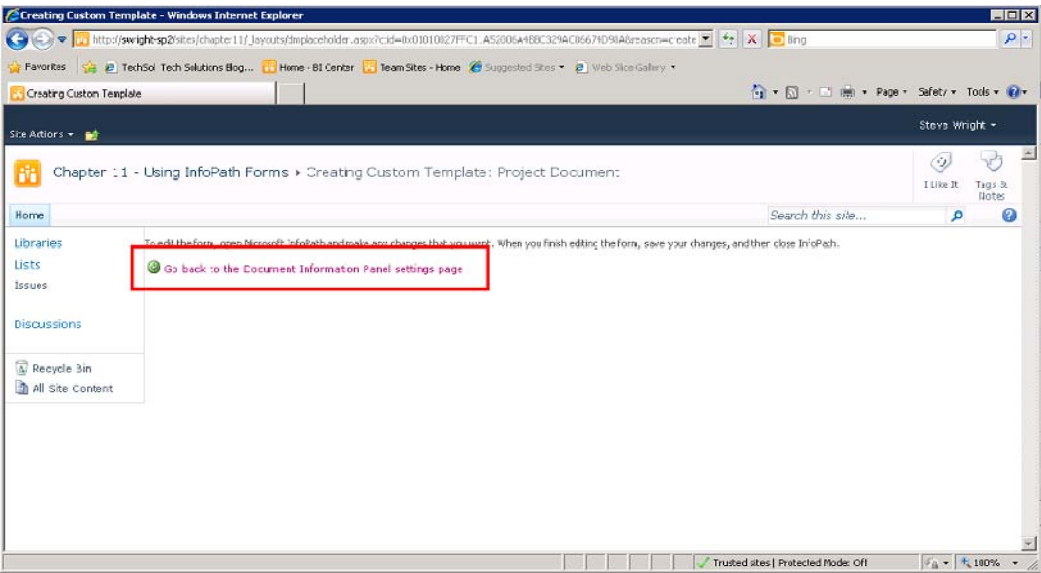 Creating Custom Template - Windows Internet Explorer
Bing
Favorites TechSol Tech Solutions Blog... Home - BI Center Team Sites - Home Suggested Sites Web Slice Gallery
Creating Custom Template Page Safety Tools
Steve Wright
Site Actions
Chapter 11 - Using InfoPath Forms Creating Custom Template: Project Document
I Like It Tags & Notes
Home Search this site...
Libraries
Lists
Issues
Discussions
Recycle Bin
All Site Content
To edit the form, open Microsoft InfoPath and make any changes that you want. When you finish editing the form, save your changes, and then close InfoPath.
Go back to the Document Information Panel settings page
Trusted sites | Protected Mode: Off 100%